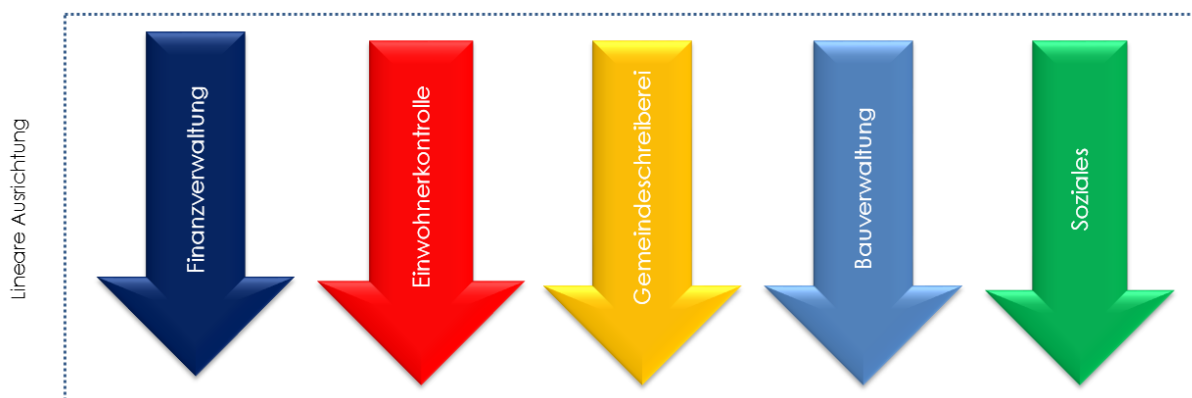 Lineare Ausrichtung
Finanzverwaltung
Einwohnerkontrolle
Gemeindeschreiberei
Bauverwaltung
Soziales